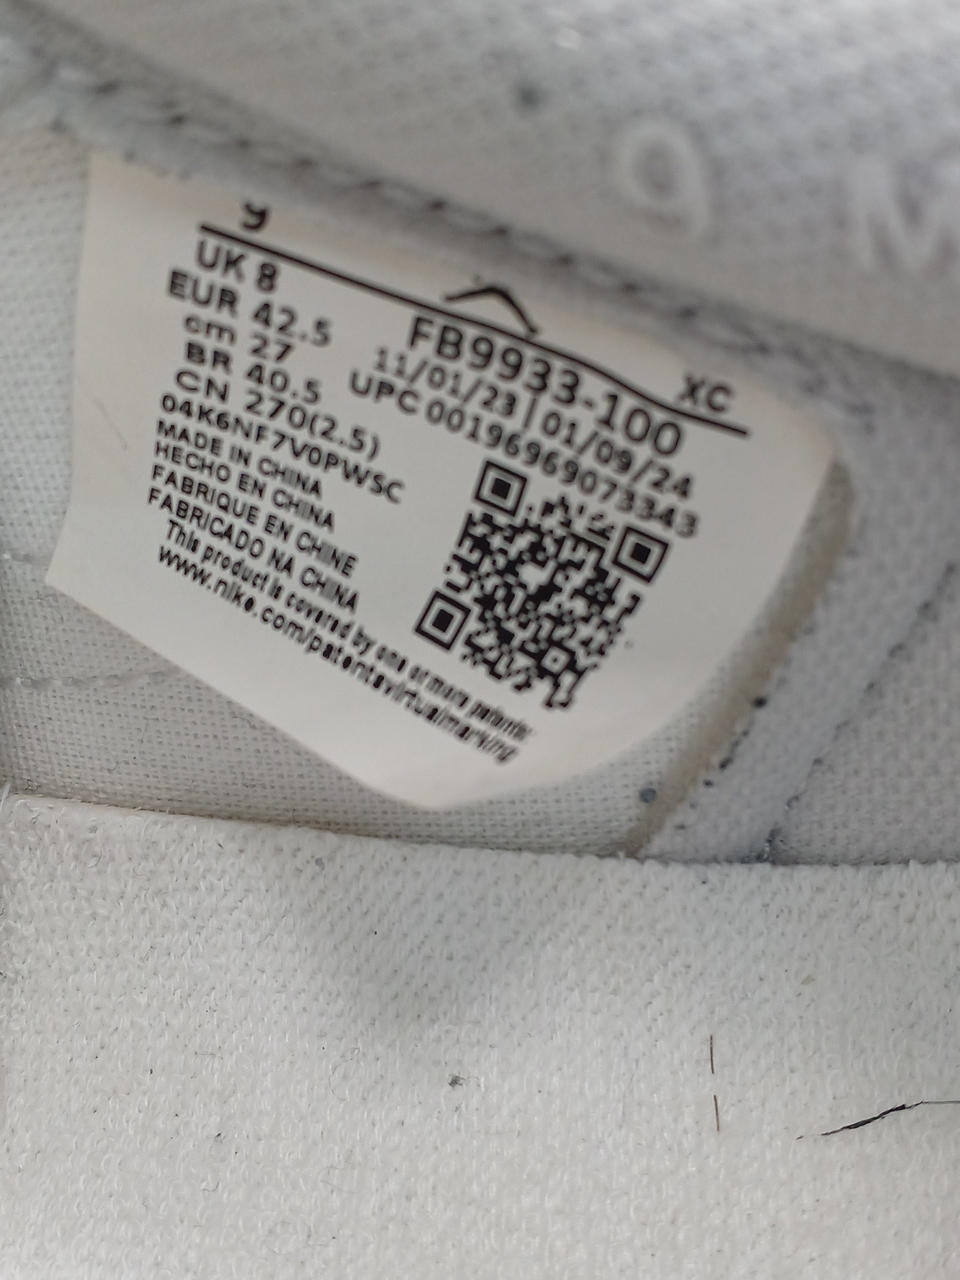 9 M
9
UK 8
EUR 42.5
cm 27
BR 40.5
CN 270(2.5)
04K6NF7V0PWSC
MADE IN CHINA
HECHO EN CHINA
FABRIQUE EN CHINE
FABRICADO NA CHINA
This product is covered by one or more patents:
www.nike.com/patentsvirtualmarking
XC
FB9933-100
11/01/23 | 01/09/24
UPC 00196969073343